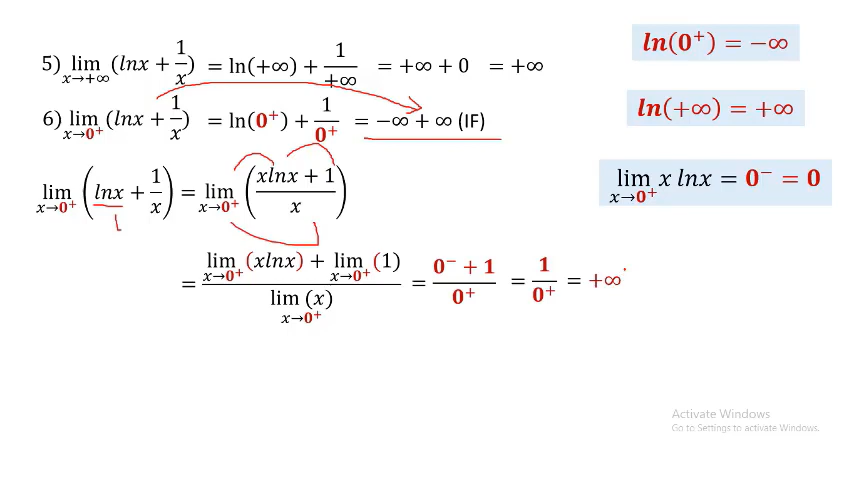 5) lim x→+∞ (lnx + 1/x) = ln(+∞) + 1/+∞ = +∞ + 0 = +∞
ln(0⁺) = −∞
6) lim x→0⁺ (lnx + 1/x) = ln(0⁺) + 1/0⁺ = −∞ + ∞ (IF)
ln(+∞) = +∞
lim x→0⁺ (lnx + 1/x) = lim x→0⁺ ((xlnx + 1)/x)
lim x→0⁺ x lnx = 0⁻ = 0
= (lim x→0⁺ (xlnx) + lim x→0⁺ (1))/(lim x→0⁺ (x)) = (0⁻ + 1)/0⁺ = 1/0⁺ = +∞
Activate Windows
Go to Settings to activate Windows.